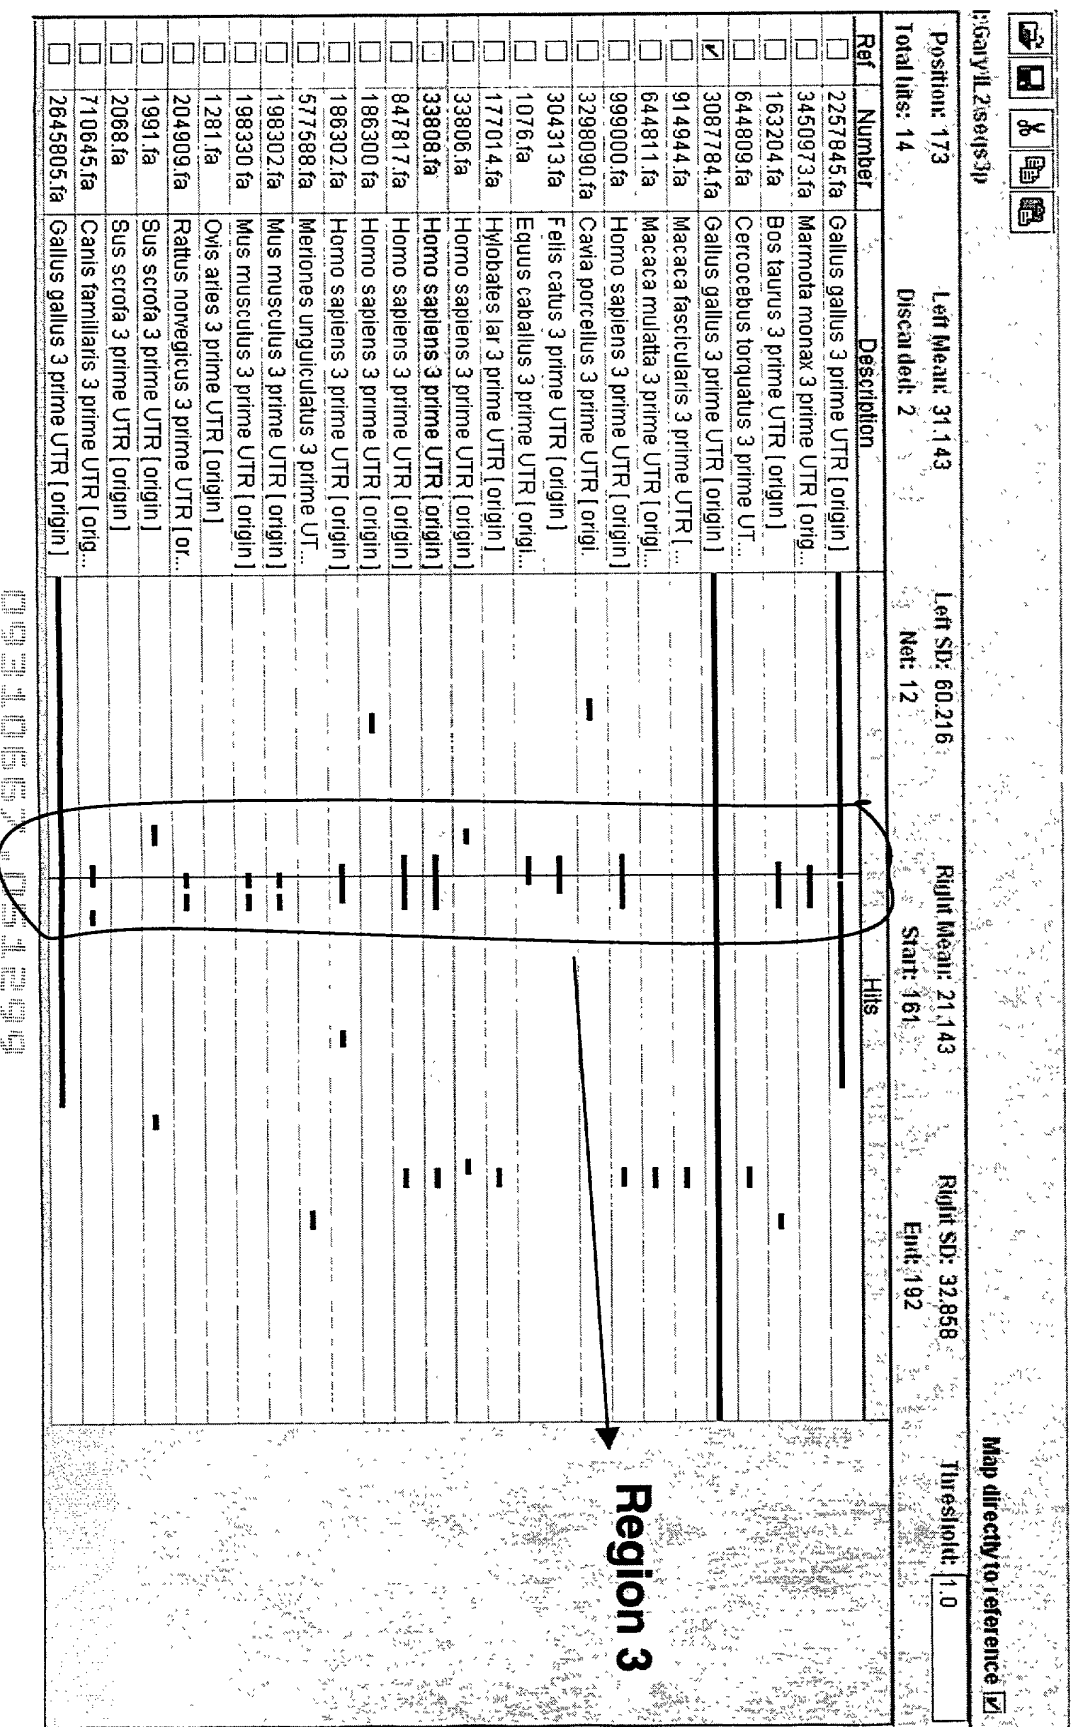 I:\Gary\IL2\seqs3p
Map directly to reference
Position: 173 Left Mean: 31.143 Left SD: 60.216 Right Mean: 21.143 Right SD: 32.858 Threshold: 1.0
Total hits: 14 Discarded: 2 Net: 12 Start: 161 End: 192
Ref Number Description Hits
2257845.fa Gallus gallus 3 prime UTR [ origin ]
3450973.fa Marmota monax 3 prime UTR [ orig...
163204.fa Bos taurus 3 prime UTR [ origin ]
644809.fa Cercocebus torquatus 3 prime UT...
3087784.fa Gallus gallus 3 prime UTR [ origin ]
914944.fa Macaca fascicularis 3 prime UTR [...
644811.fa Macaca mulatta 3 prime UTR [ origi...
999000.fa Homo sapiens 3 prime UTR [ origin ]
3298090.fa Cavia porcellus 3 prime UTR [ origi.
304313.fa Felis catus 3 prime UTR [ origin ]
1076.fa Equus caballus 3 prime UTR [ origi...
177014.fa Hylobates lar 3 prime UTR [ origin ]
33806.fa Homo sapiens 3 prime UTR [ origin ]
33808.fa Homo sapiens 3 prime UTR [ origin ]
847817.fa Homo sapiens 3 prime UTR [ origin ]
186300.fa Homo sapiens 3 prime UTR [ origin ]
186302.fa Homo sapiens 3 prime UTR [ origin ]
577588.fa Meriones unguiculatus 3 prime UT...
198302.fa Mus musculus 3 prime UTR [ origin ]
198330.fa Mus musculus 3 prime UTR [ origin ]
1281.fa Ovis aries 3 prime UTR [ origin ]
204909.fa Rattus norvegicus 3 prime UTR [ or...
1991.fa Sus scrofa 3 prime UTR [ origin ]
2068.fa Sus scrofa 3 prime UTR [ origin ]
710645.fa Canis familiaris 3 prime UTR [ orig...
2645805.fa Gallus gallus 3 prime UTR [ origin ]
Region 3